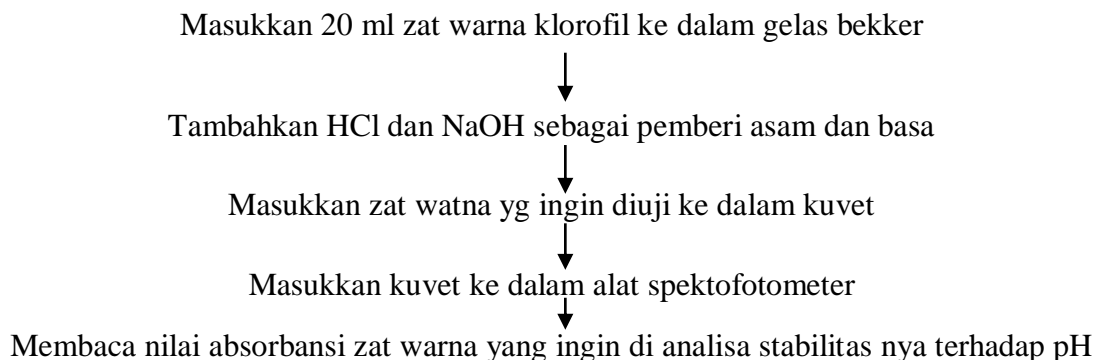 Masukkan 20 ml zat warna klorofil ke dalam gelas bekker
Tambahkan HCl dan NaOH sebagai pemberi asam dan basa
Masukkan zat watna yg ingin diuji ke dalam kuvet
Masukkan kuvet ke dalam alat spektofotometer
Membaca nilai absorbansi zat warna yang ingin di analisa stabilitas nya terhadap pH